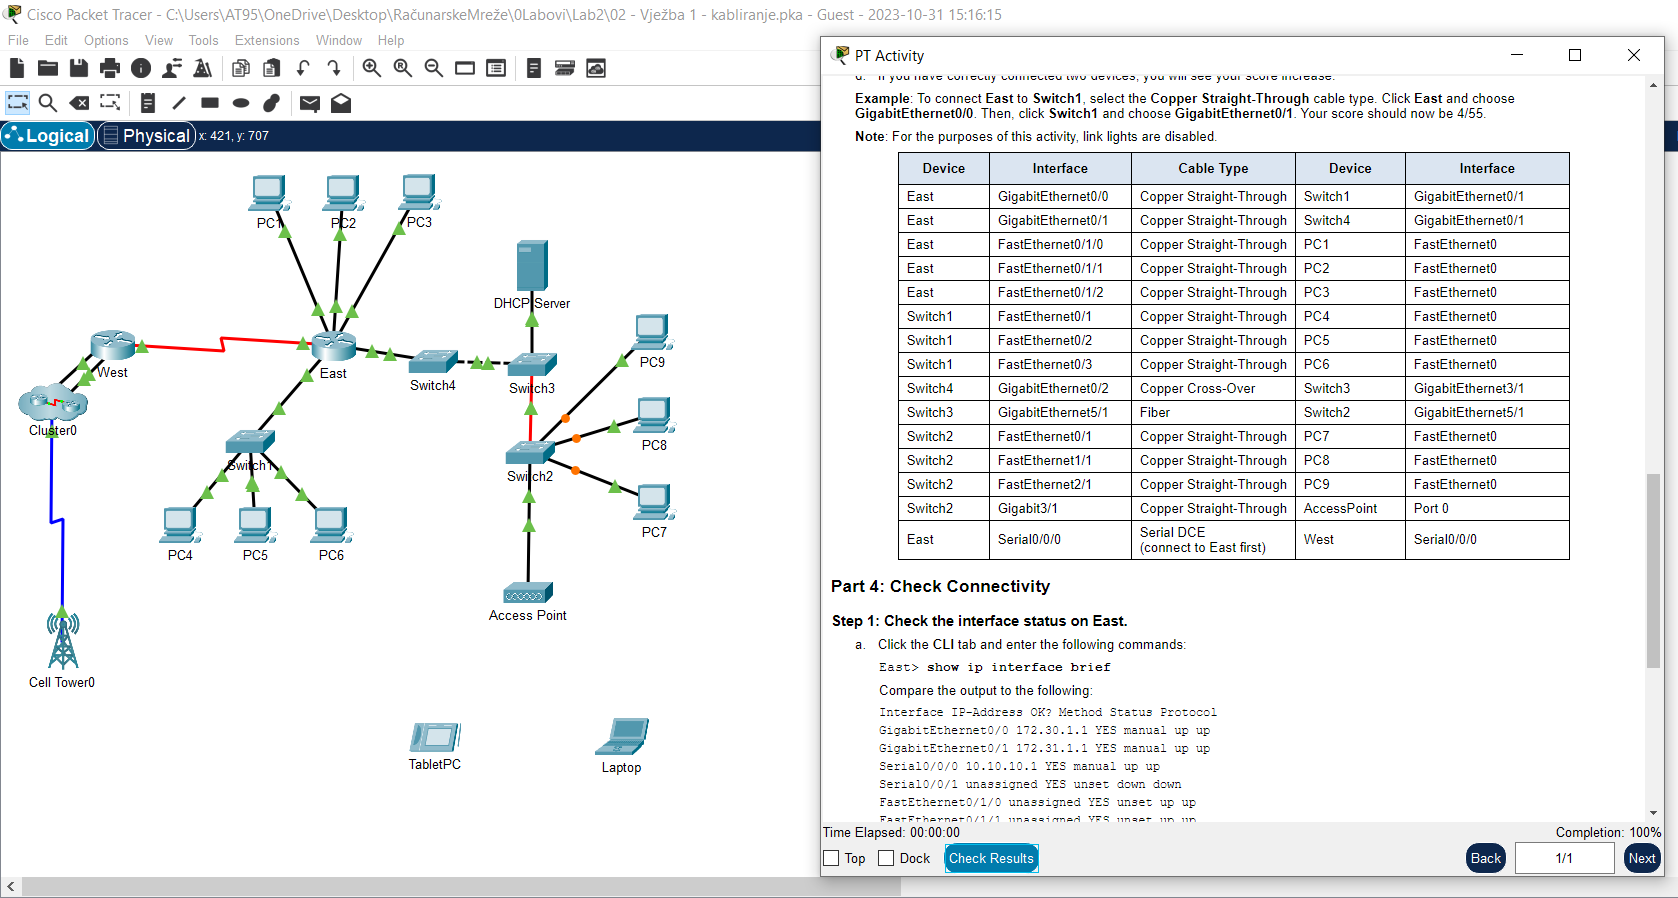 Cisco Packet Tracer - C:\Users\AT95\OneDrive\Desktop\RačunarskeMreže\0Labovi\Lab2\02 - Vježba 1 - kabliranje.pka - Guest - 2023-10-31 15:16:15
File Edit Options View Tools Extensions Window Help
Logical Physical x: 421, y: 707
PC1 PC2 PC3
DHCP Server
PC9
West East Switch4 Switch3
Cluster0
PC8
Switch1 Switch2
PC7
PC4 PC5 PC6
Access Point
Cell Tower0
TabletPC Laptop
PT Activity
d. If you have correctly connected two devices, you will see your score increase.
Example: To connect East to Switch1, select the Copper Straight-Through cable type. Click East and choose
GigabitEthernet0/0. Then, click Switch1 and choose GigabitEthernet0/1. Your score should now be 4/55.
Note: For the purposes of this activity, link lights are disabled.
Device Interface Cable Type Device Interface
East GigabitEthernet0/0 Copper Straight-Through Switch1 GigabitEthernet0/1
East GigabitEthernet0/1 Copper Straight-Through Switch4 GigabitEthernet0/1
East FastEthernet0/1/0 Copper Straight-Through PC1 FastEthernet0
East FastEthernet0/1/1 Copper Straight-Through PC2 FastEthernet0
East FastEthernet0/1/2 Copper Straight-Through PC3 FastEthernet0
Switch1 FastEthernet0/1 Copper Straight-Through PC4 FastEthernet0
Switch1 FastEthernet0/2 Copper Straight-Through PC5 FastEthernet0
Switch1 FastEthernet0/3 Copper Straight-Through PC6 FastEthernet0
Switch4 GigabitEthernet0/2 Copper Cross-Over Switch3 GigabitEthernet3/1
Switch3 GigabitEthernet5/1 Fiber Switch2 GigabitEthernet5/1
Switch2 FastEthernet0/1 Copper Straight-Through PC7 FastEthernet0
Switch2 FastEthernet1/1 Copper Straight-Through PC8 FastEthernet0
Switch2 FastEthernet2/1 Copper Straight-Through PC9 FastEthernet0
Switch2 Gigabit3/1 Copper Straight-Through AccessPoint Port 0
East Serial0/0/0 Serial DCE
(connect to East first) West Serial0/0/0
Part 4: Check Connectivity
Step 1: Check the interface status on East.
a. Click the CLI tab and enter the following commands:
East> show ip interface brief
Compare the output to the following:
Interface IP-Address OK? Method Status Protocol
GigabitEthernet0/0 172.30.1.1 YES manual up up
GigabitEthernet0/1 172.31.1.1 YES manual up up
Serial0/0/0 10.10.10.1 YES manual up up
Serial0/0/1 unassigned YES unset down down
FastEthernet0/1/0 unassigned YES unset up up
FastEthernet0/1/1 unassigned YES unset up up
Time Elapsed: 00:00:00 Completion: 100%
Top Dock Check Results Back 1/1 Next